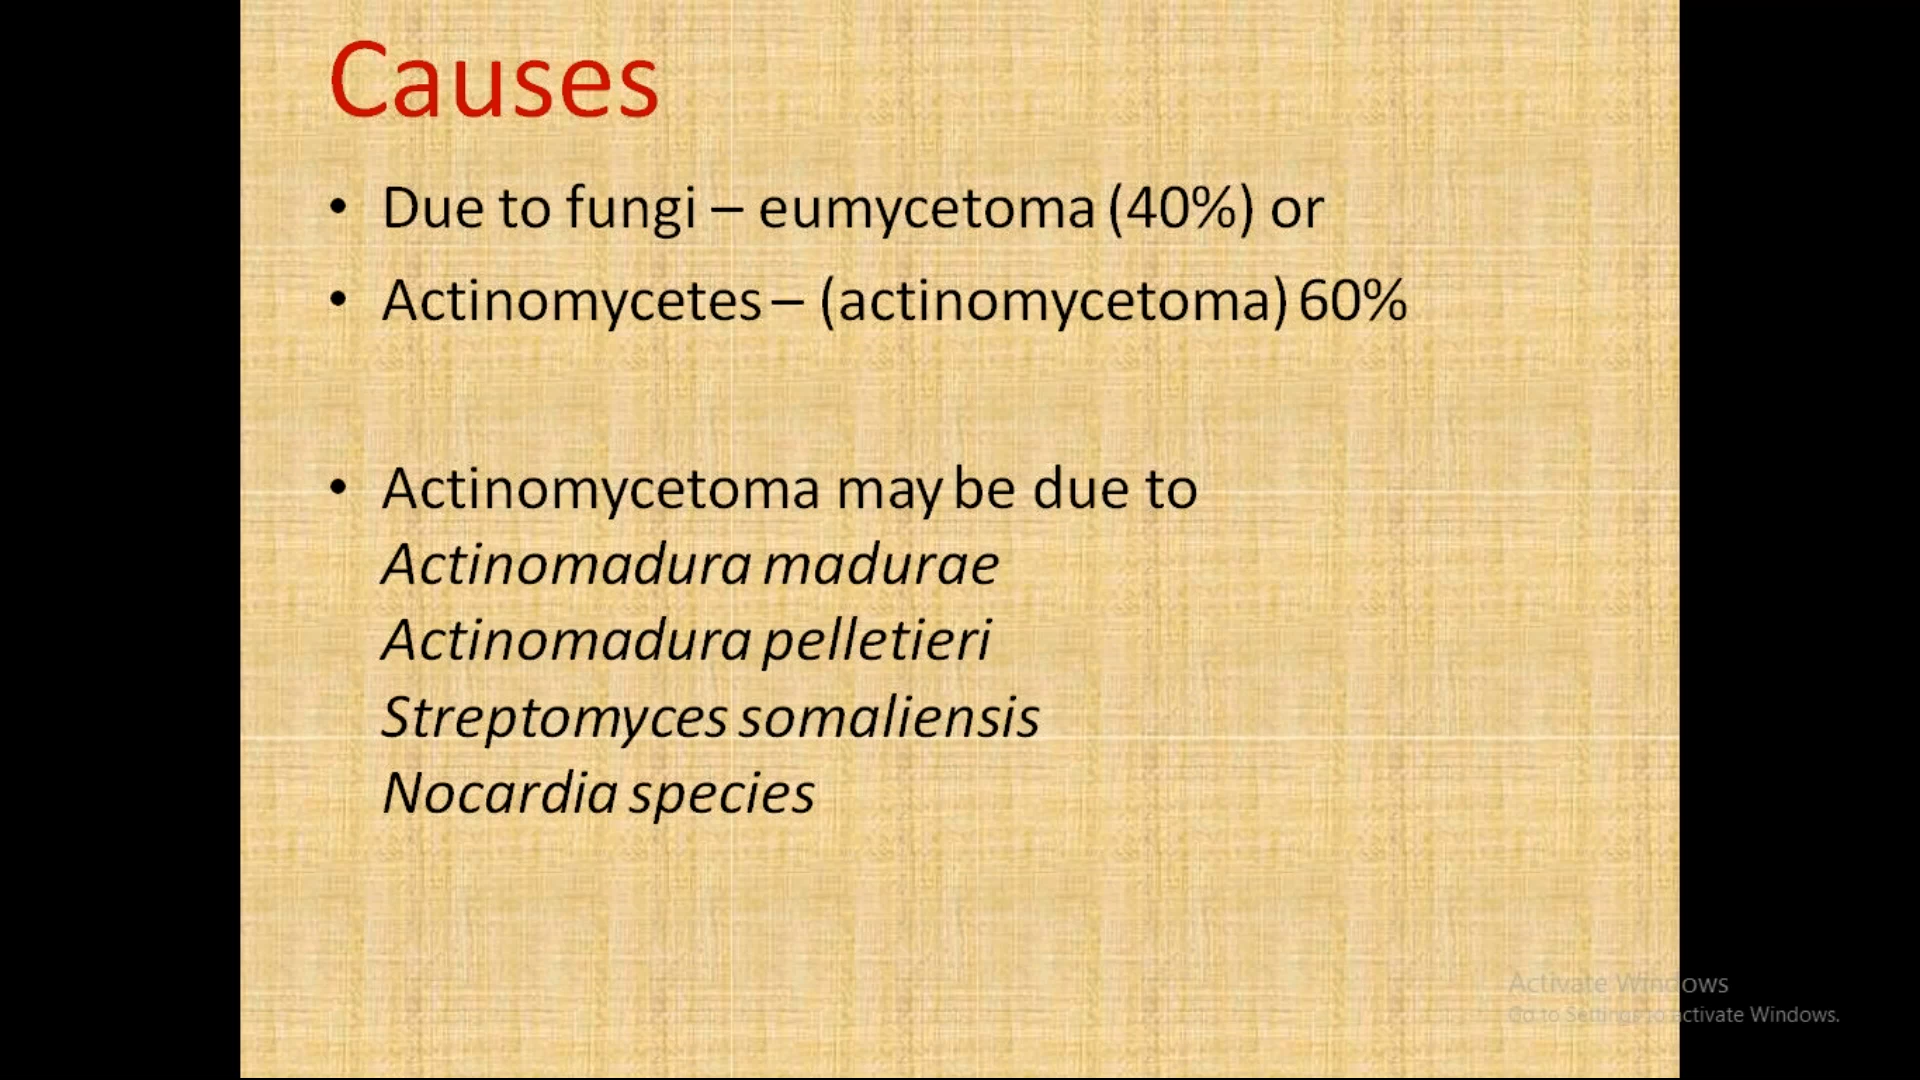 Causes
• Due to fungi – eumycetoma (40%) or
• Actinomycetes – (actinomycetoma) 60%
• Actinomycetoma may be due to
Actinomadura madurae
Actinomadura pelletieri
Streptomyces somaliensis
Nocardia species
Activate Windows
Go to Settings to activate Windows.